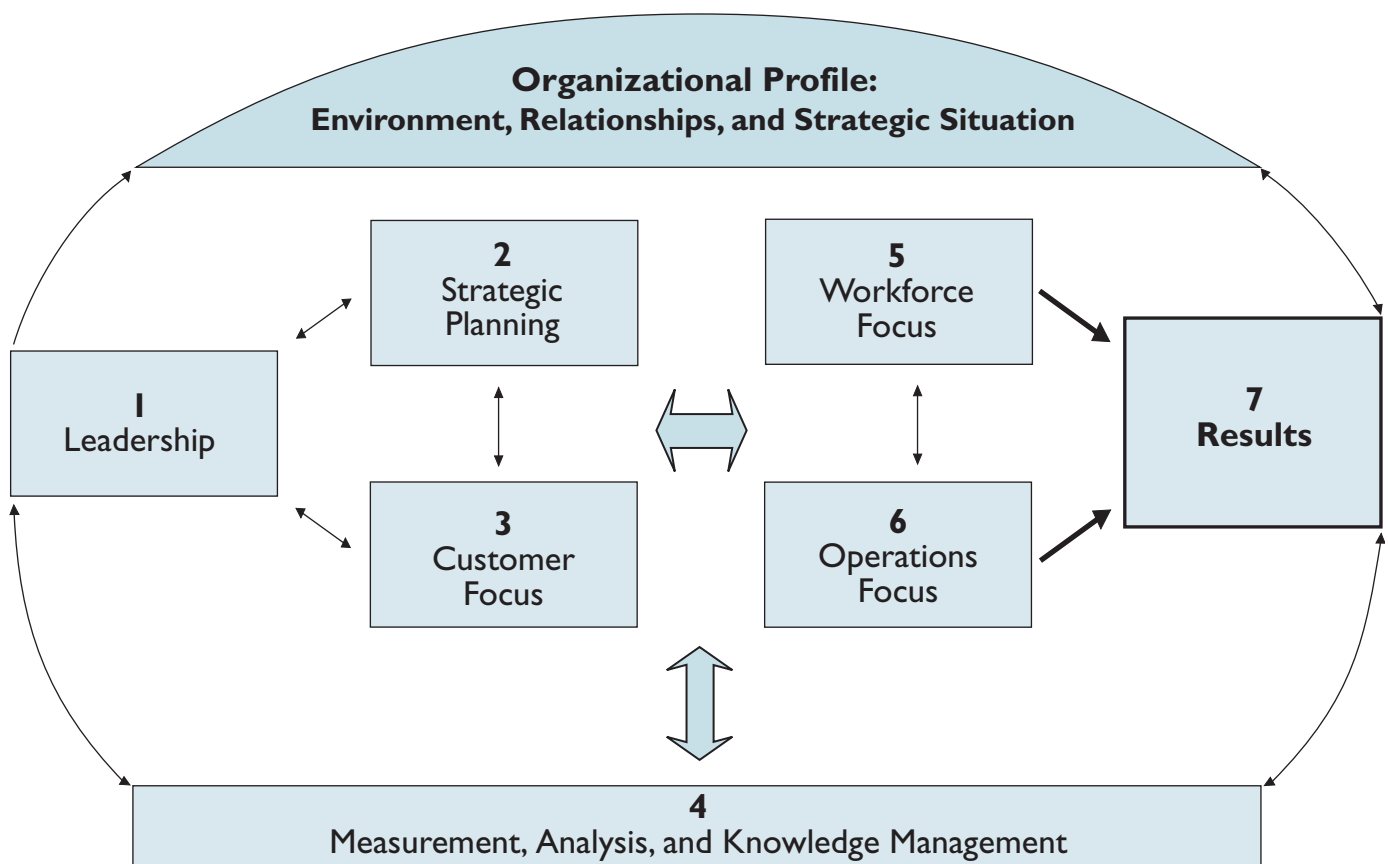 Organizational Profile:
Environment, Relationships, and Strategic Situation
1
Leadership
2
Strategic
Planning
3
Customer
Focus
5
Workforce
Focus
6
Operations
Focus
7
Results
4
Measurement, Analysis, and Knowledge Management